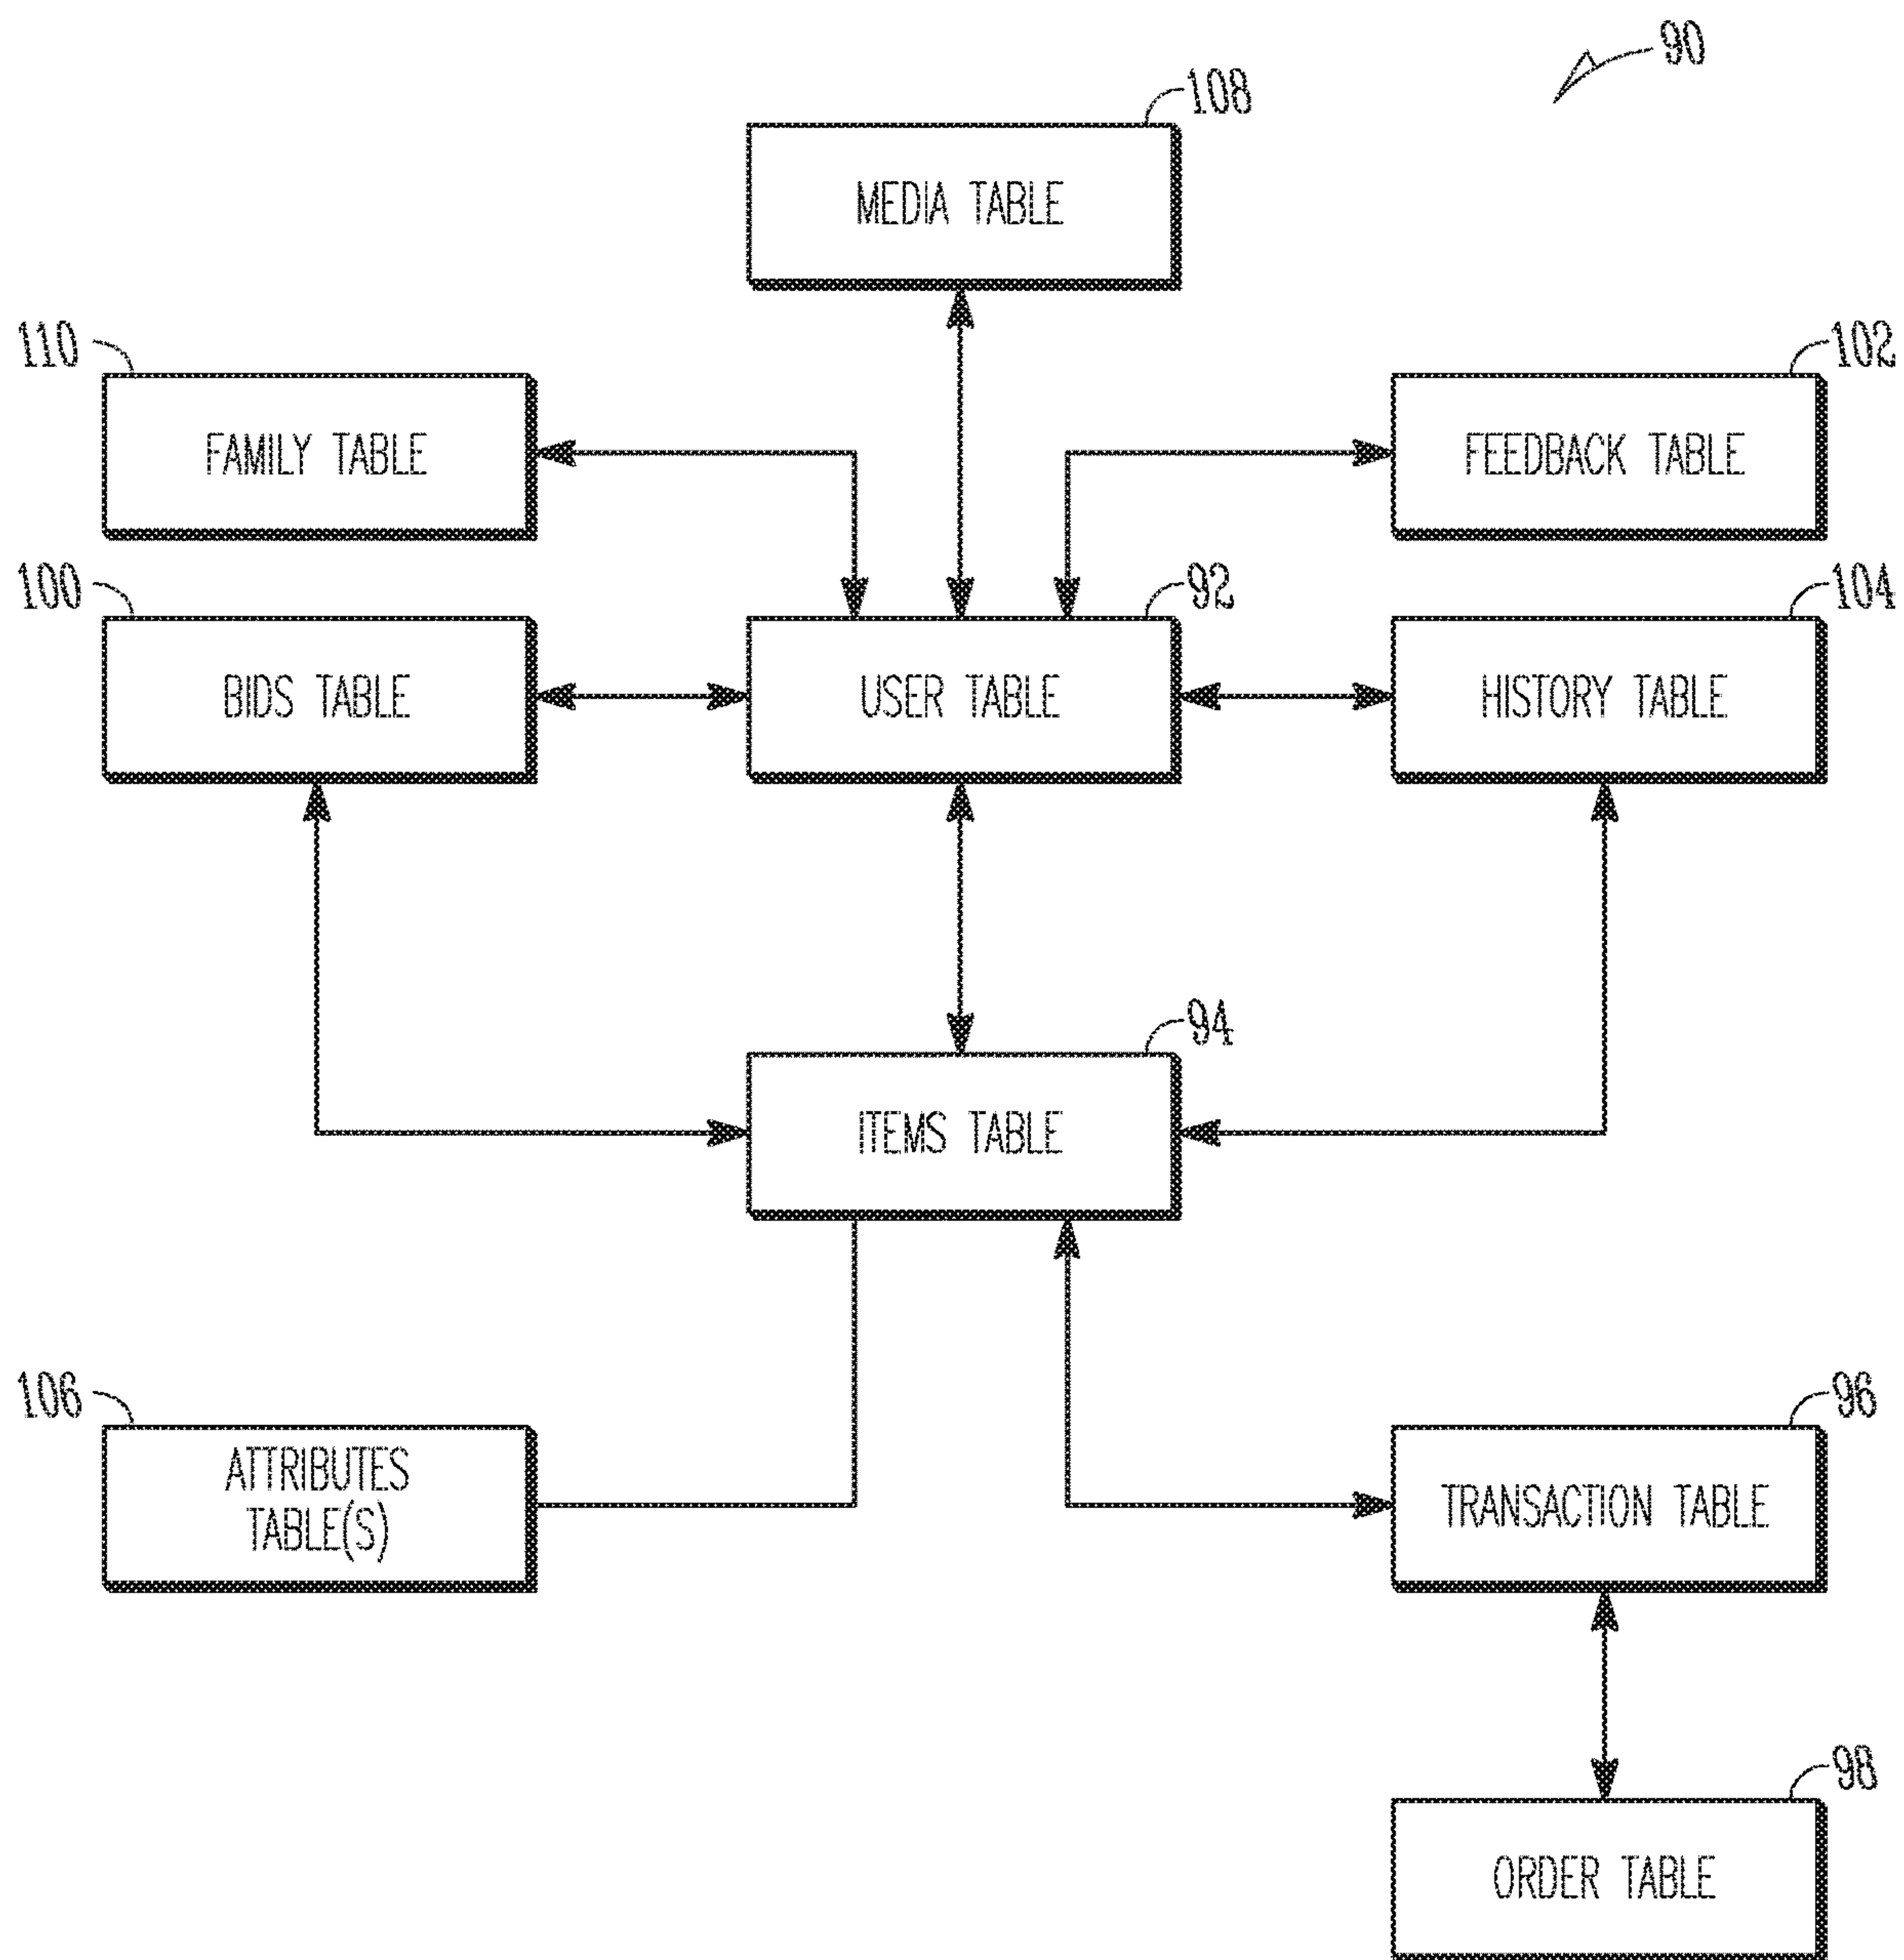 90
108
MEDIA TABLE
110
102
FAMILY TABLE
FEEDBACK TABLE
100
92
104
BIDS TABLE
USER TABLE
HISTORY TABLE
94
ITEMS TABLE
106
96
ATTRIBUTES
TABLE(S)
TRANSACTION TABLE
98
ORDER TABLE